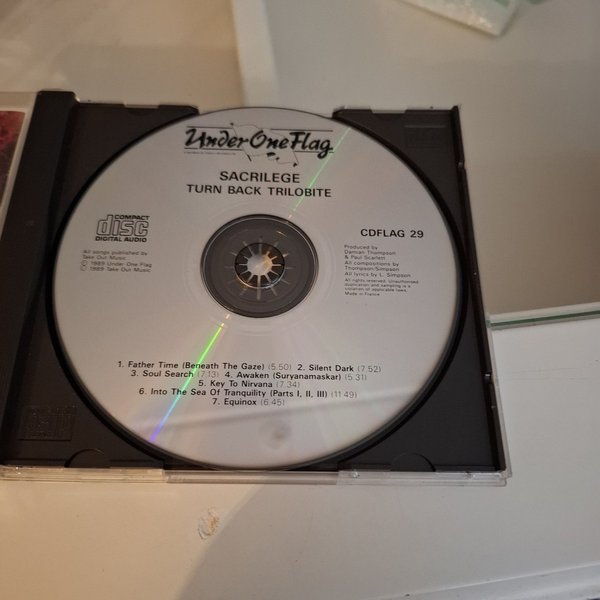 Under One Flag
SACRILEGE
TURN BACK TRILOBITE
COMPACT
disc
DIGITAL AUDIO
CDFLAG 29
All songs published by
Take Out Music
℗ 1989 Under One Flag
© 1989 Take Out Music
Produced by
Damian Thompson
& Paul Scarlett
All compositions by
Thompson/Simpson
All lyrics by L. Simpson
All rights reserved. Unauthorised
duplication and sampling is a
violation of applicable laws.
Made in France
1. Father Time (Beneath The Gaze) (5.50) 2. Silent Dark (7.52)
3. Soul Search (7.13) 4. Awaken (Suryanamaskar) (5.31)
5. Key To Nirvana (7.34)
6. Into The Sea Of Tranquility (Parts I, II, III) (11.49)
7. Equinox (6.45)